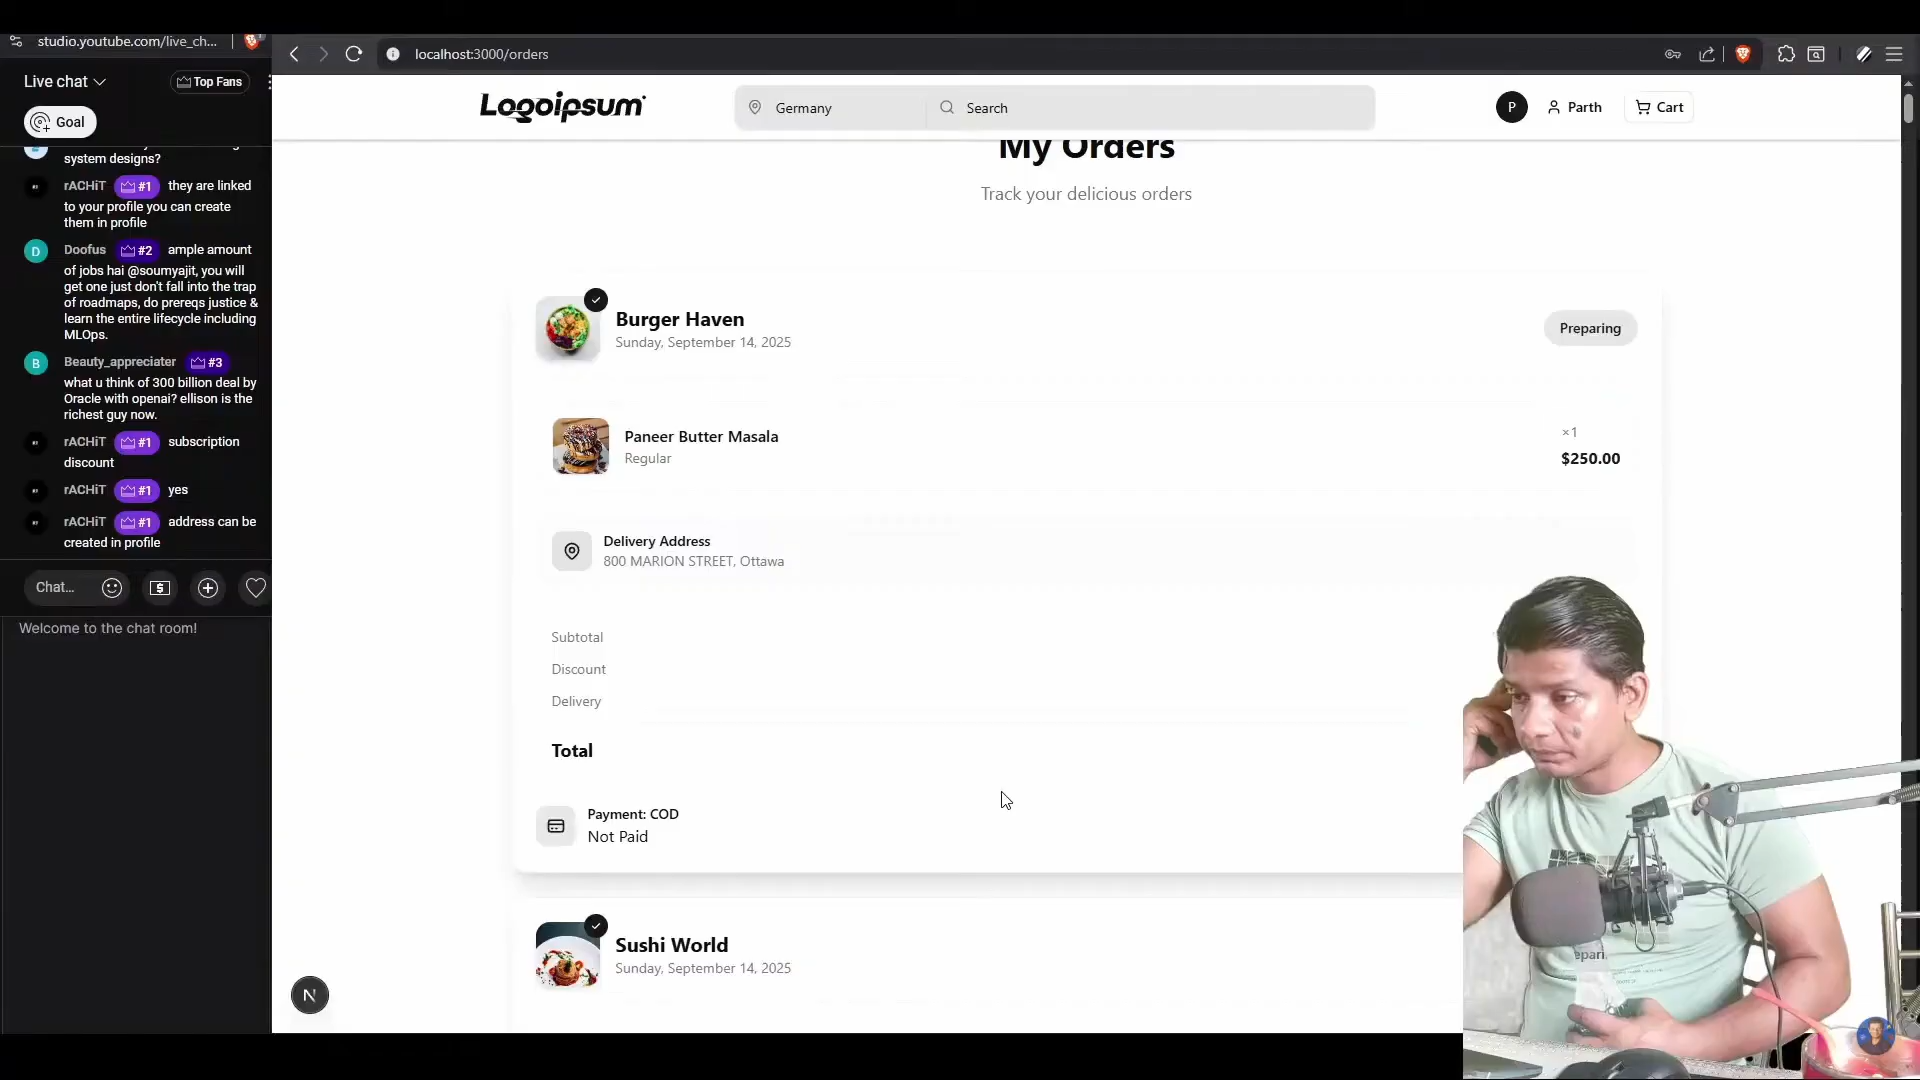 studio.youtube.com/live_ch...
localhost:3000/orders
Live chat
Top Fans
Goal
system designs?
rACHiT #1 they are linked
to your profile you can create
them in profile
D
Doofus #2 ample amount
of jobs hai @soumyajit, you will
get one just don't fall into the trap
of roadmaps, do prereqs justice &
learn the entire lifecycle including
MLOps.
B
Beauty_appreciater #3
what u think of 300 billion deal by
Oracle with openai? ellison is the
richest guy now.
rACHiT #1 subscription
discount
rACHiT #1 yes
rACHiT #1 address can be
created in profile
Chat...
Welcome to the chat room!
Logoipsum
Germany
Search
P
Parth
Cart
My Orders
Track your delicious orders
Burger Haven
Sunday, September 14, 2025
Preparing
Paneer Butter Masala
Regular
×1
$250.00
Delivery Address
800 MARION STREET, Ottawa
Subtotal
Discount
Delivery
Total
Payment: COD
Not Paid
Sushi World
Sunday, September 14, 2025
epari
N